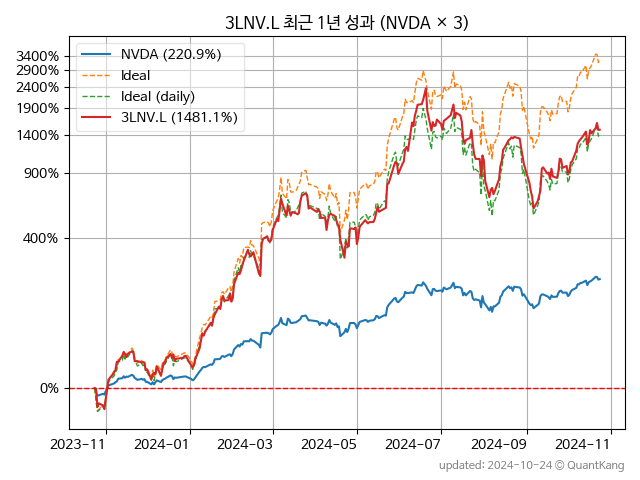 3LNV.L 최근 1년 성과 (NVDA × 3)
NVDA (220.9%)
Ideal
Ideal (daily)
3LNV.L (1481.1%)
3400%
2900%
2400%
1900%
1400%
900%
400%
0%
2023-11 2024-01 2024-03 2024-05 2024-07 2024-09 2024-11
updated: 2024-10-24 © QuantKang